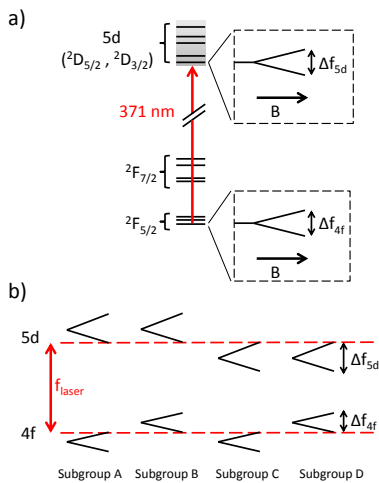 a)
5d
(²D₅/₂ , ²D₃/₂)
Δf₅d
B
371 nm
²F₇/₂
²F₅/₂
Δf₄f
B
b)
5d
f_laser
Δf₅d
4f
Δf₄f
Subgroup A Subgroup B Subgroup C Subgroup D